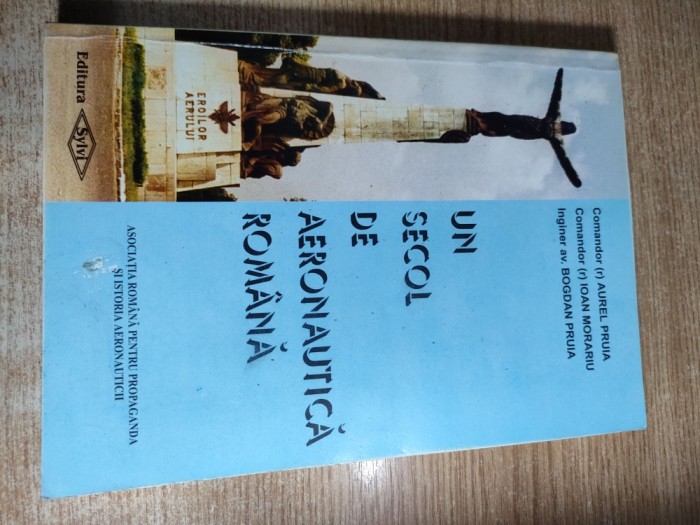 Comandor (r) AUREL PRUIA
Comandor (r) IOAN MORARIU
Inginer av. BOGDAN PRUIA
UN
SECOL
DE
AERONAUTICĂ
ROMÂNĂ
EROILOR
AERULUI
Editura
Sylvi
ASOCIAȚIA ROMÂNĂ PENTRU PROPAGANDA
ȘI ISTORIA AERONAUTICII